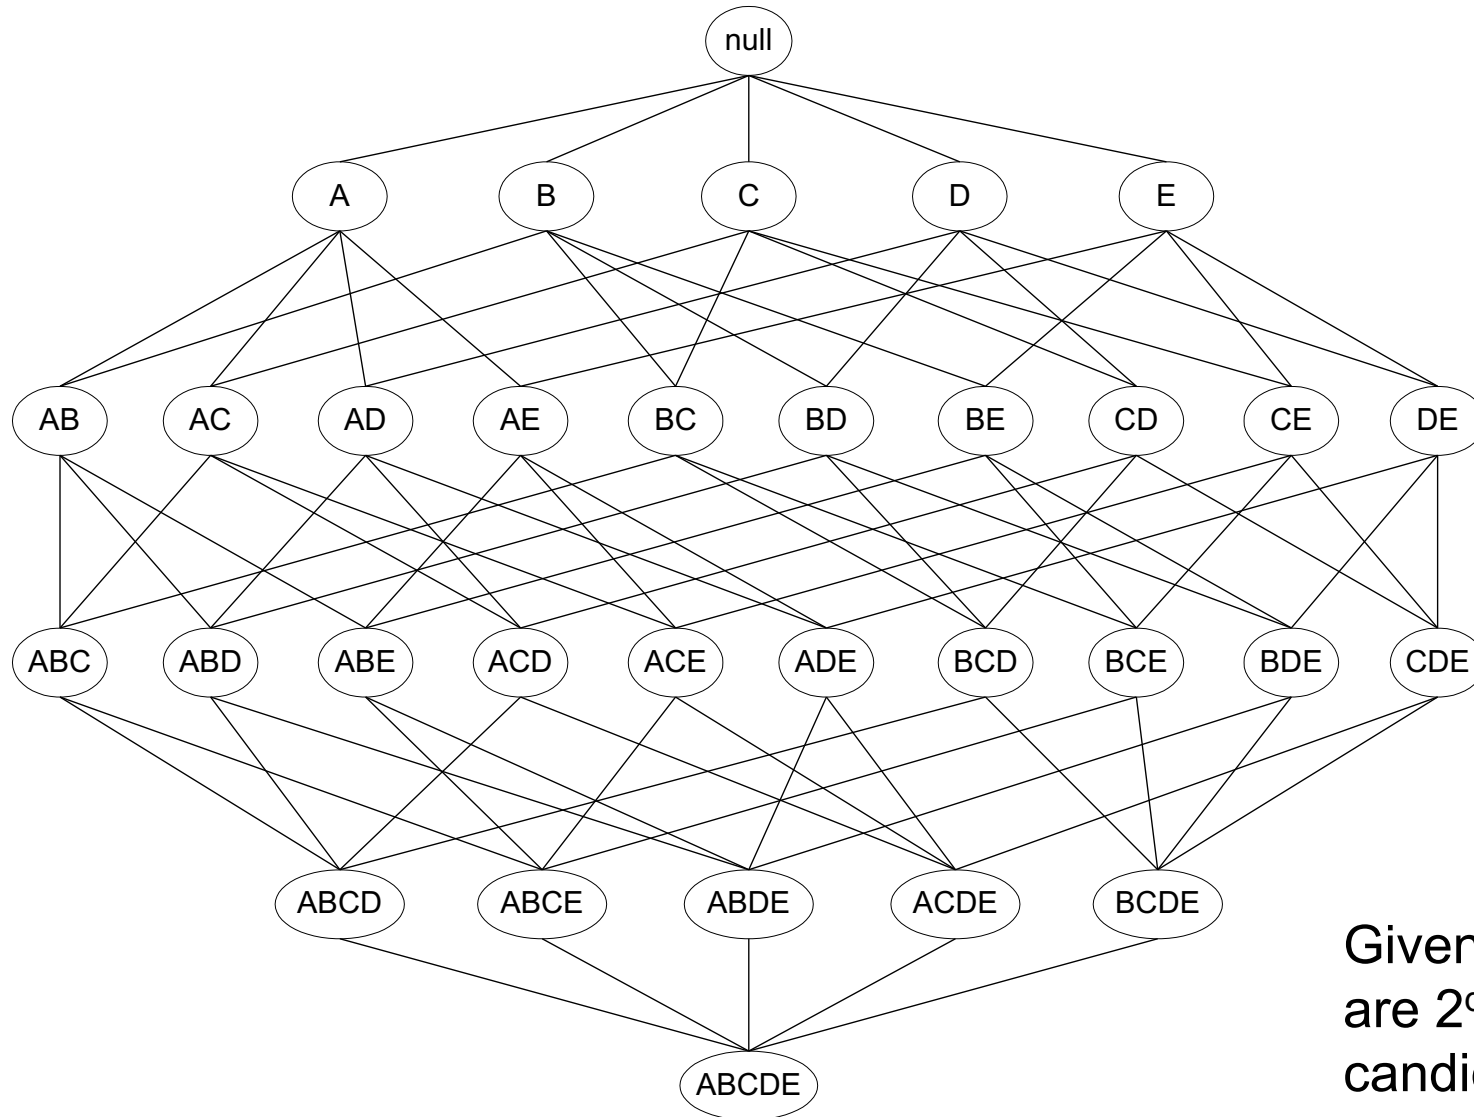 null
A B C D E
AB AC AD AE BC BD BE CD CE DE
ABC ABD ABE ACD ACE ADE BCD BCE BDE CDE
ABCD ABCE ABDE ACDE BCDE
Given
are 2
ABCDE